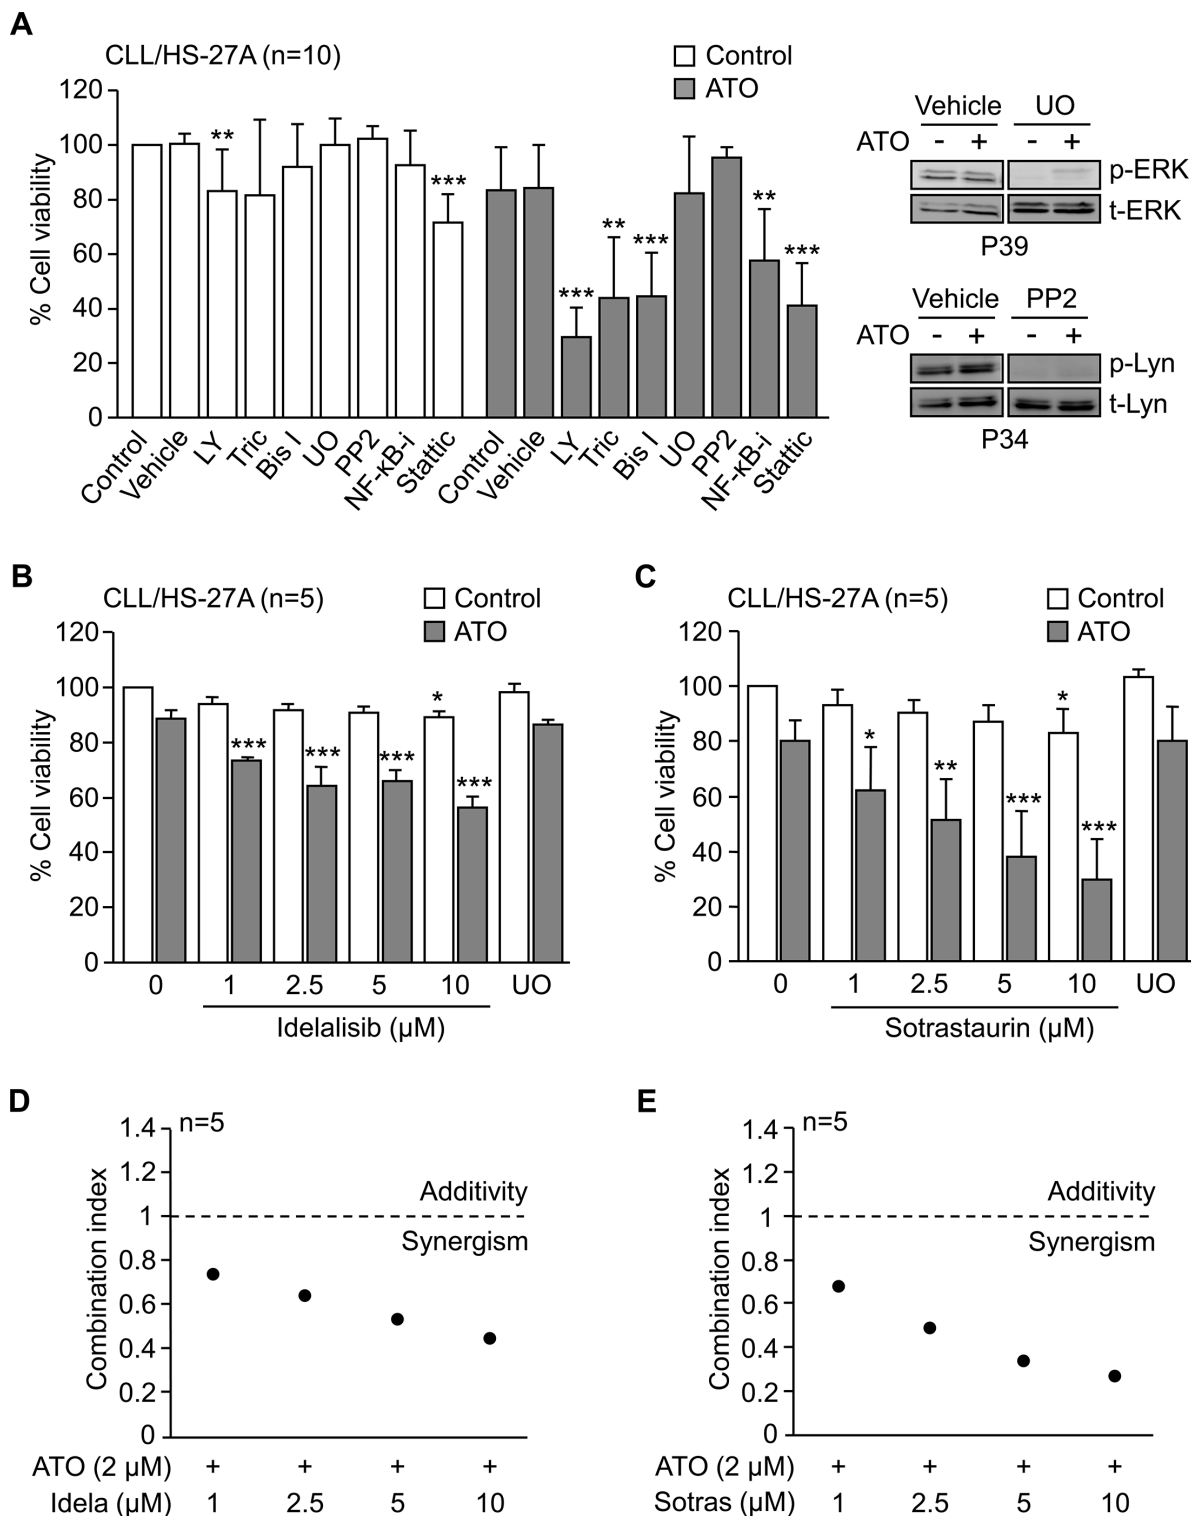 A
CLL/HS-27A (n=10)
Control
ATO
% Cell viability
120
100
80
60
40
20
0
** *** *** ** *** ** ***
Control Vehicle LY Tric Bis I UO PP2 NF-κB-i Stattic Control Vehicle LY Tric Bis I UO PP2 NF-κB-i Stattic
Vehicle UO
ATO - + - +
p-ERK
t-ERK
P39
Vehicle PP2
ATO - + - +
p-Lyn
t-Lyn
P34
B
CLL/HS-27A (n=5)
Control
ATO
% Cell viability
120
100
80
60
40
20
0
*** *** *** * ***
0 1 2.5 5 10 UO
Idelalisib (µM)
C
CLL/HS-27A (n=5)
Control
ATO
% Cell viability
120
100
80
60
40
20
0
* ** *** * ***
0 1 2.5 5 10 UO
Sotrastaurin (µM)
D
n=5
Combination index
1.4
1.2
1
0.8
0.6
0.4
0.2
0
Additivity
Synergism
ATO (2 µM) + + + +
Idela (µM) 1 2.5 5 10
E
n=5
Combination index
1.4
1.2
1
0.8
0.6
0.4
0.2
0
Additivity
Synergism
ATO (2 µM) + + + +
Sotras (µM) 1 2.5 5 10